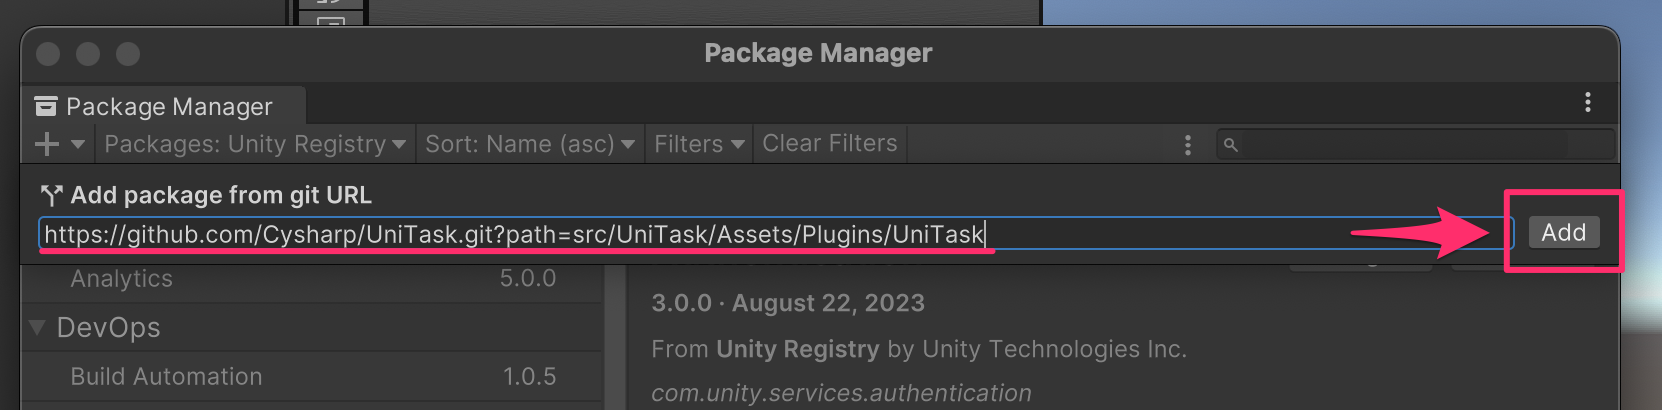 Package Manager
Package Manager
Packages: Unity Registry Sort: Name (asc) Filters Clear Filters
Add package from git URL
https://github.com/Cysharp/UniTask.git?path=src/UniTask/Assets/Plugins/UniTask Add
Analytics 5.0.0
3.0.0 · August 22, 2023
DevOps
From Unity Registry by Unity Technologies Inc.
Build Automation 1.0.5
com.unity.services.authentication